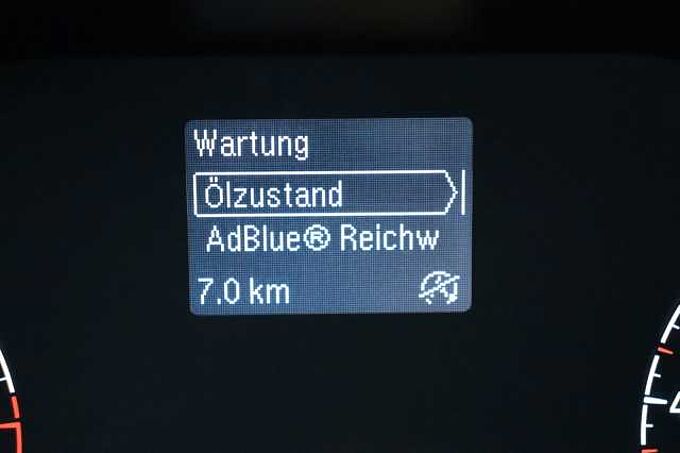 Wartung
Ölzustand
AdBlue® Reichw
7.0 km